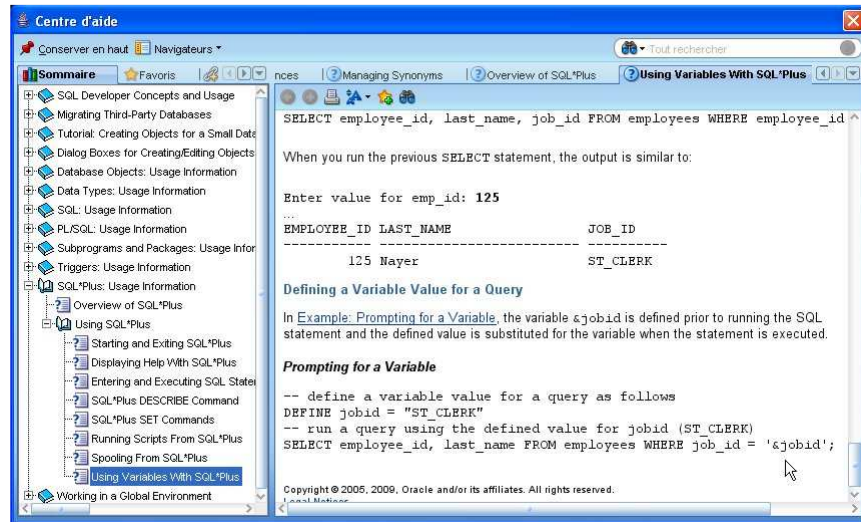 Centre d'aide
Conserver en haut Navigateurs
Tout rechercher
Sommaire Favoris nces Managing Synonyms Overview of SQL*Plus Using Variables With SQL*Plus
SQL Developer Concepts and Usage
Migrating Third-Party Databases
Tutorial: Creating Objects for a Small Data
Dialog Boxes for Creating/Editing Objects
Database Objects: Usage Information
Data Types: Usage Information
SQL: Usage Information
PL/SQL: Usage Information
Subprograms and Packages: Usage Infor
Triggers: Usage Information
SQL*Plus: Usage Information
Overview of SQL*Plus
Using SQL*Plus
Starting and Exiting SQL*Plus
Displaying Help With SQL*Plus
Entering and Executing SQL Stater
SQL*Plus DESCRIBE Command
SQL*Plus SET Commands
Running Scripts From SQL*Plus
Spooling From SQL*Plus
Using Variables With SQL*Plus
Working in a Global Environment
SELECT employee_id, last_name, job_id FROM employees WHERE employee_id
When you run the previous SELECT statement, the output is similar to:
Enter value for emp_id: 125
...
EMPLOYEE_ID LAST_NAME JOB_ID
----------- ------------------------- ----------
125 Nayer ST_CLERK
Defining a Variable Value for a Query
In Example: Prompting for a Variable, the variable &jobid is defined prior to running the SQL
statement and the defined value is substituted for the variable when the statement is executed.
Prompting for a Variable
-- define a variable value for a query as follows
DEFINE jobid = "ST_CLERK"
-- run a query using the defined value for jobid (ST_CLERK)
SELECT employee_id, last_name FROM employees WHERE job_id = '&jobid';
Copyright © 2005, 2009, Oracle and/or its affiliates. All rights reserved.
Legal Notices